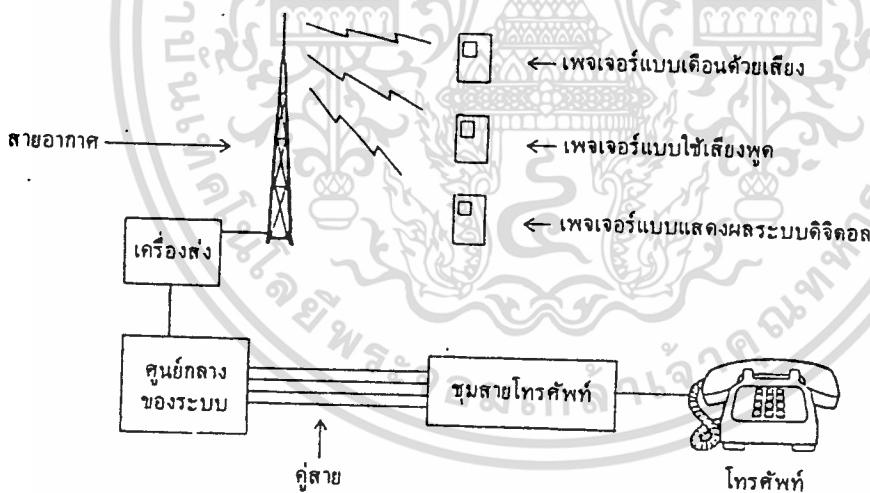 เพจเจอร์แบบเตือนด้วยเสียง
สายอากาศ
เพจเจอร์แบบใช้เสียงพูด
เพจเจอร์แบบแสดงผลระบบดิจิตอล
เครื่องส่ง
ศูนย์กลาง
ของระบบ
ชุมสายโทรศัพท์
คู่สาย
โทรศัพท์